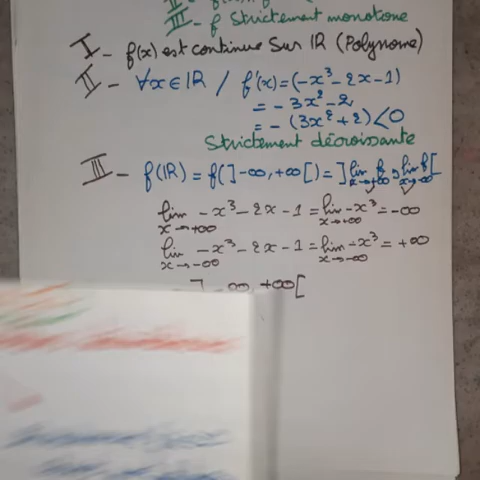 III - f Strictement monotone
I - f(x) est continue Sur IR (Polynome)
II - ∀x ∈ IR / f'(x) = (-x³ - 2x - 1)
= - 3x² - 2
= - (3x² + 2) < 0
Strictement décroissante
III - f(IR) = f(]-∞, +∞[) = ]lim x→+∞ f, lim x→-∞ f[
lim x→+∞ -x³ - 2x - 1 = lim x→+∞ -x³ = -∞
lim x→-∞ -x³ - 2x - 1 = lim x→-∞ -x³ = +∞
] -∞, +∞[